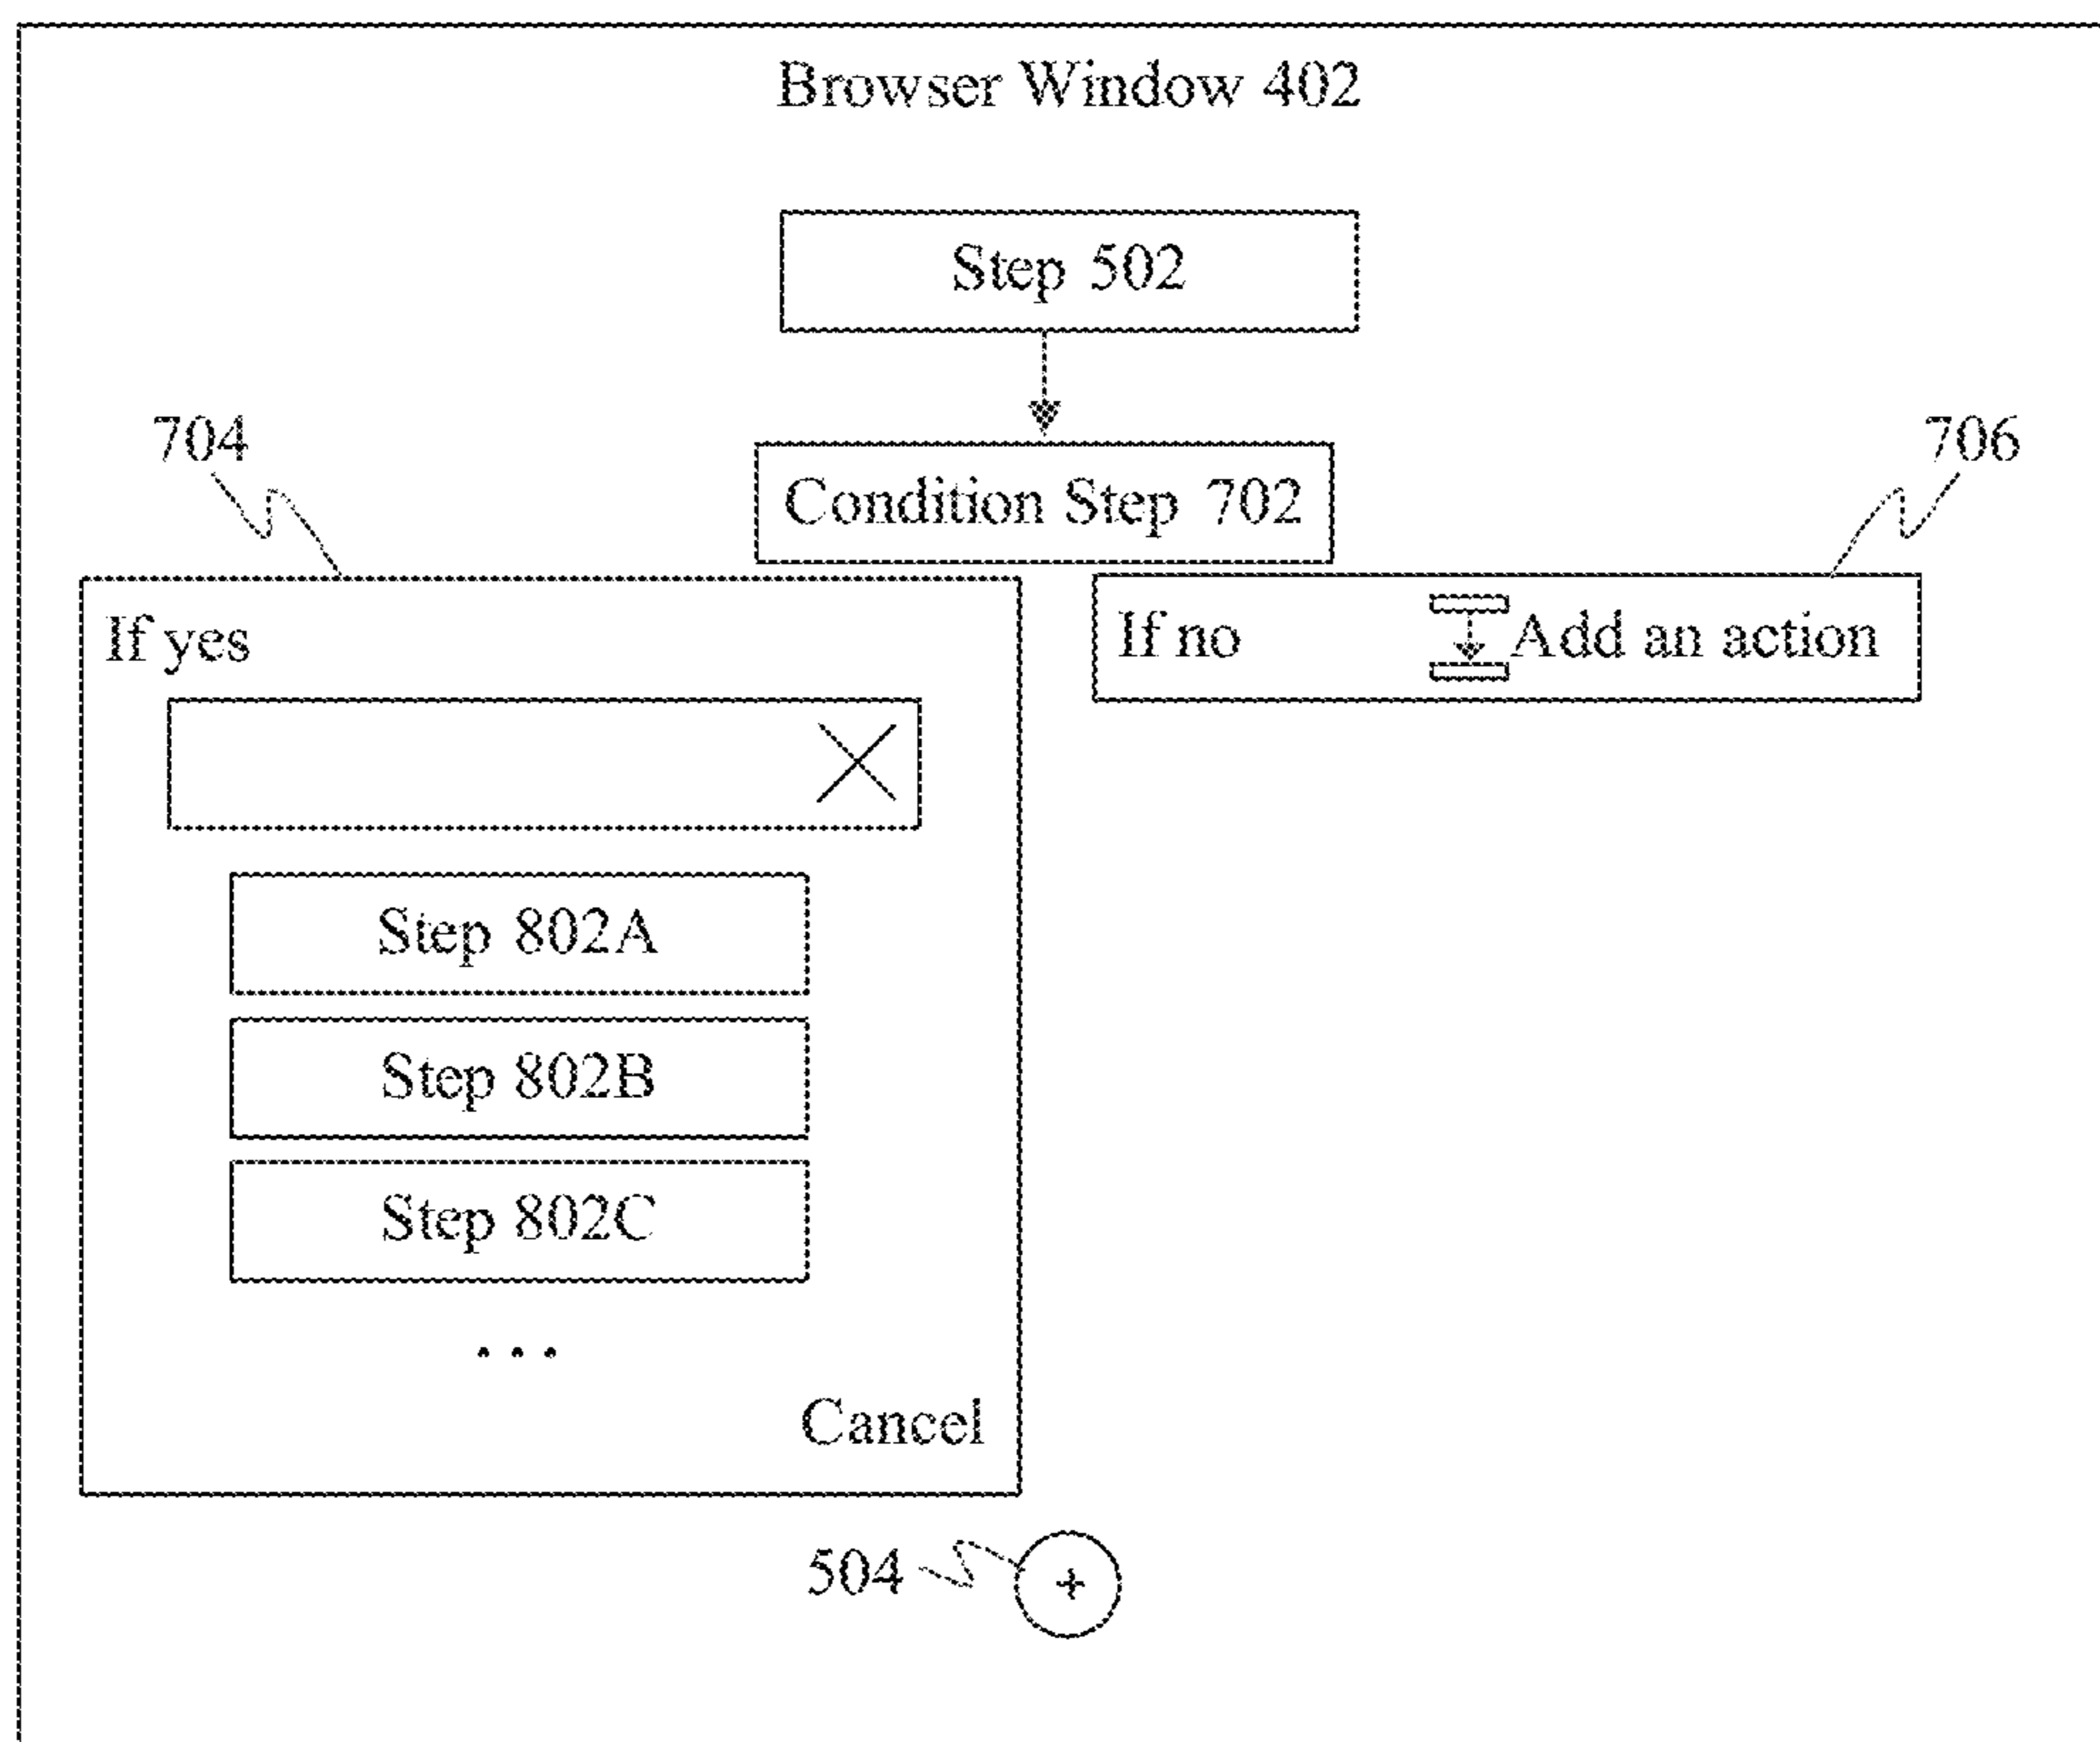 Browser Window 402
Step 502
704
706
Condition Step 702
If yes
If no
Add an action
Step 802A
Step 802B
Step 802C
...
Cancel
504
+